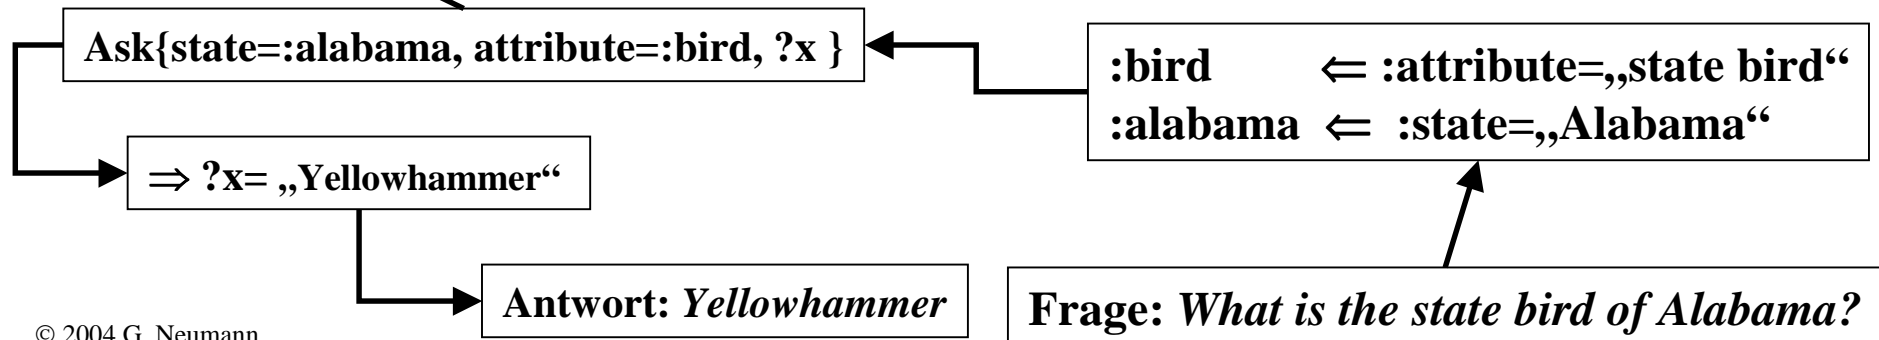 Ask{state=:alabama, attribute=:bird, ?x }
:bird ⇐ :attribute=„state bird“
:alabama ⇐ :state=„Alabama“
⇒ ?x= „Yellowhammer“
Antwort: Yellowhammer
Frage: What is the state bird of Alabama?
© 2004 G. Neumann